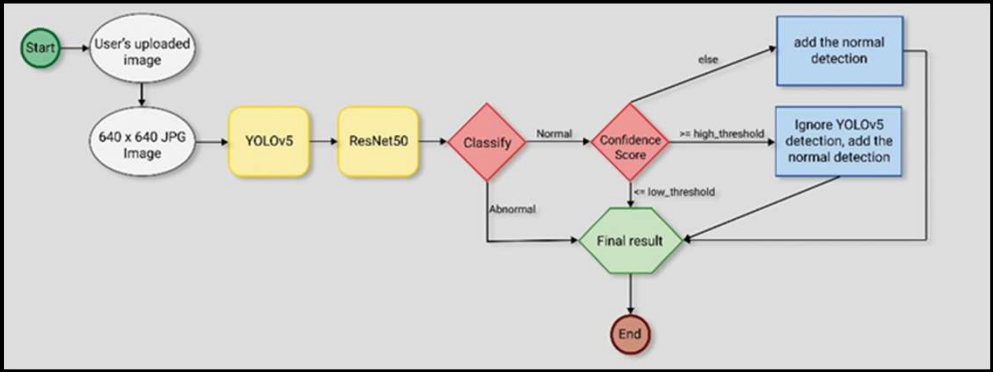 Start
User's uploaded
image
640 x 640 JPG
Image
YOLOv5
ResNet50
Classify
Normal
Abnormal
Confidence
Score
else
>= high_threshold
<= low_threshold
add the normal
detection
Ignore YOLOv5
detection, add the
normal detection
Final result
End